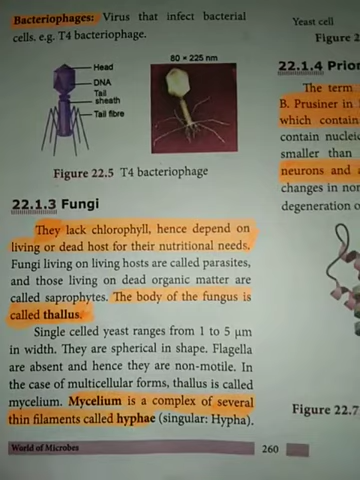 Bacteriophages: Virus that infect bacterial
cells. e.g. T4 bacteriophage.
Head
DNA
Tail
sheath
Tail fibre
80 × 225 nm
Figure 22.5 T4 bacteriophage
22.1.3 Fungi
They lack chlorophyll, hence depend on
living or dead host for their nutritional needs.
Fungi living on living hosts are called parasites,
and those living on dead organic matter are
called saprophytes. The body of the fungus is
called thallus.
Single celled yeast ranges from 1 to 5 µm
in width. They are spherical in shape. Flagella
are absent and hence they are non-motile. In
the case of multicellular forms, thallus is called
mycelium. Mycelium is a complex of several
thin filaments called hyphae (singular: Hypha).
World of Microbes
260
Yeast cell
Figure
22.1.4
The term
B. Prusiner in
which contain
contain
smaller than
neurons and
changes in
degeneration
Figure 22.7